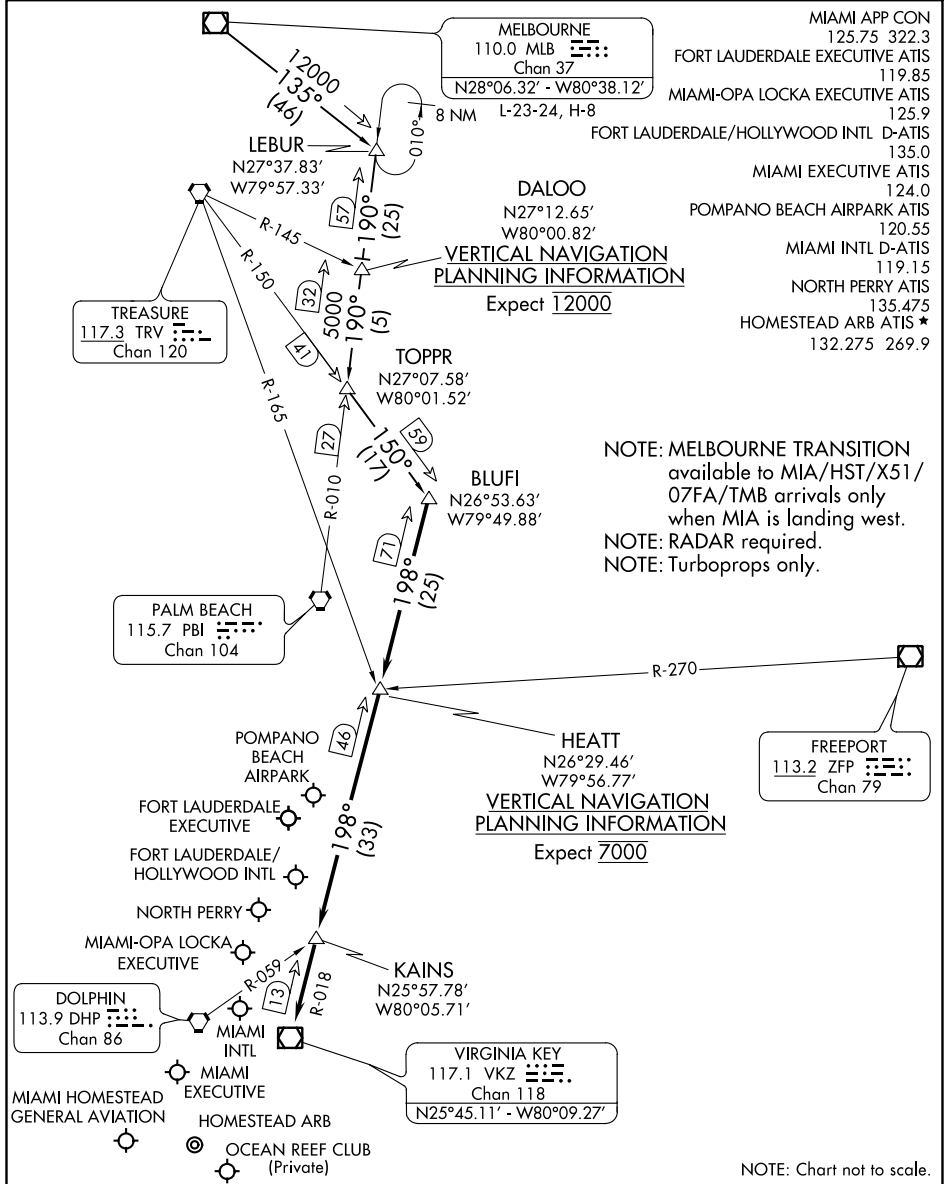 MELBOURNE
110.0 MLB
Chan 37
N28°06.32' - W80°38.12'
L-23-24, H-8
MIAMI APP CON
125.75 322.3
FORT LAUDERDALE EXECUTIVE ATIS
119.85
MIAMI-OPA LOCKA EXECUTIVE ATIS
125.9
FORT LAUDERDALE/HOLLYWOOD INTL D-ATIS
135.0
MIAMI EXECUTIVE ATIS
124.0
POMPANO BEACH AIRPARK ATIS
120.55
MIAMI INTL D-ATIS
119.15
NORTH PERRY ATIS
135.475
HOMESTEAD ARB ATIS ★
132.275 269.9
12000
135°
(46)
8 NM
010°
LEBUR
N27°37.83'
W79°57.33'
57
190°
(25)
DALOO
N27°12.65'
W80°00.82'
VERTICAL NAVIGATION
PLANNING INFORMATION
Expect 12000
R-145
R-150
R-165
TREASURE
117.3 TRV
Chan 120
32
5000
190°
(5)
41
TOPPR
N27°07.58'
W80°01.52'
27
R-010
150°
(17)
59
BLUFI
N26°53.63'
W79°49.88'
NOTE: MELBOURNE TRANSITION
available to MIA/HST/X51/
07FA/TMB arrivals only
when MIA is landing west.
NOTE: RADAR required.
NOTE: Turboprops only.
71
198°
(25)
PALM BEACH
115.7 PBI
Chan 104
R-270
FREEPORT
113.2 ZFP
Chan 79
46
HEATT
N26°29.46'
W79°56.77'
VERTICAL NAVIGATION
PLANNING INFORMATION
Expect 7000
POMPANO
BEACH
AIRPARK
FORT LAUDERDALE
EXECUTIVE
198°
(33)
FORT LAUDERDALE/
HOLLYWOOD INTL
NORTH PERRY
MIAMI-OPA LOCKA
EXECUTIVE
R-059
13
R-018
KAINS
N25°57.78'
W80°05.71'
DOLPHIN
113.9 DHP
Chan 86
MIAMI
INTL
VIRGINIA KEY
117.1 VKZ
Chan 118
N25°45.11' - W80°09.27'
MIAMI
EXECUTIVE
MIAMI HOMESTEAD
GENERAL AVIATION
HOMESTEAD ARB
OCEAN REEF CLUB
(Private)
NOTE: Chart not to scale.